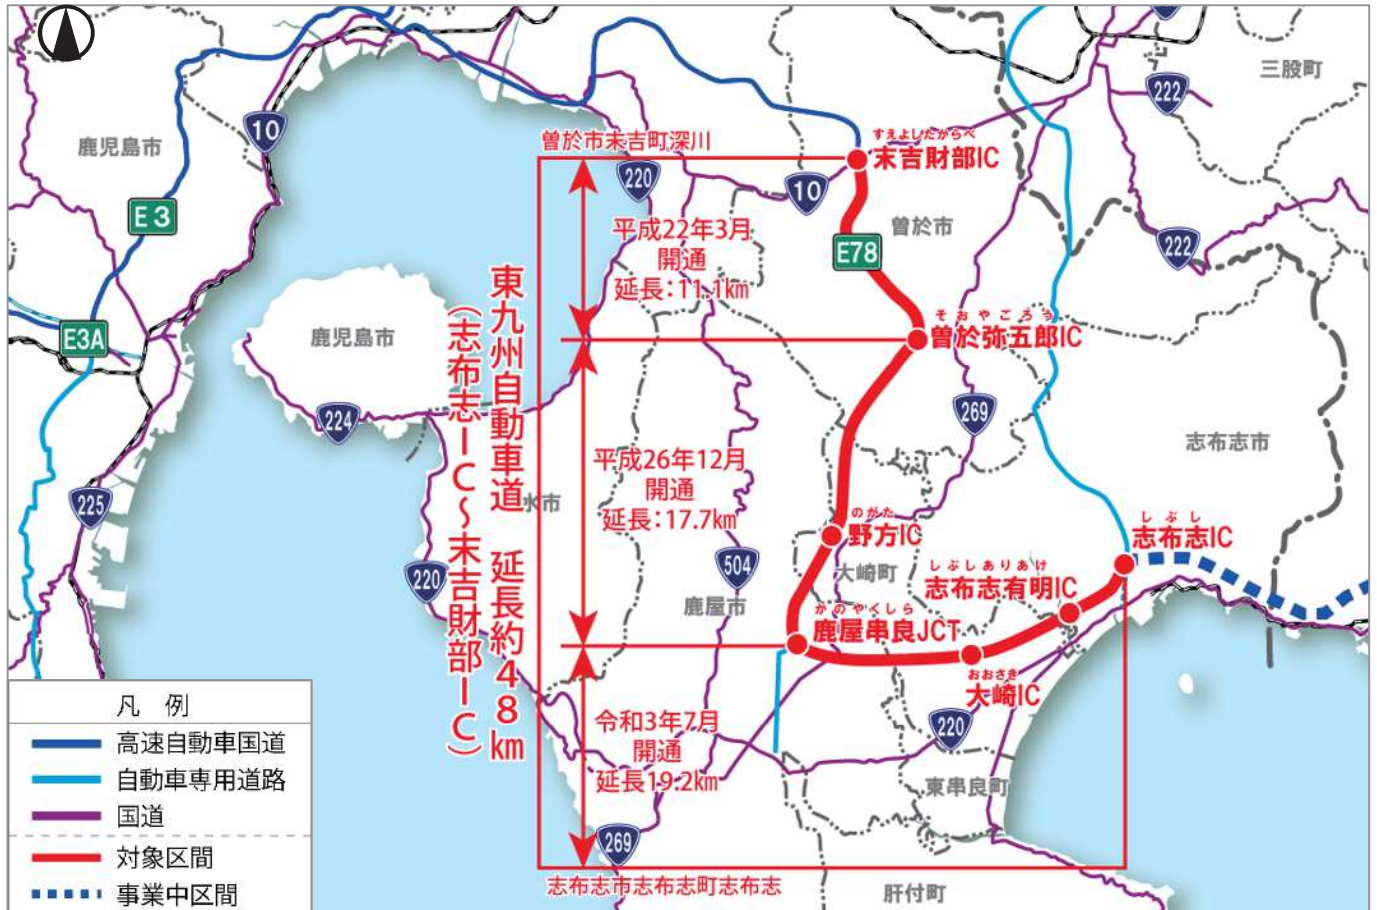 三股町
222
10
鹿児島市
すえよしたからべ
末吉財部IC
曽於市末吉町深川
220
10
E3
曽於市
222
平成22年3月
開通
延長：11.1km
E78
東九州自動車道 延長約48km
（志布志IC〜末吉財部IC）
そおやごろう
曽於弥五郎IC
E3A
鹿児島市
224
269
志布志市
平成26年12月
開通
延長：17.7km
水市
225
のがた
野方IC
しぶし
志布志IC
220
504
大崎町
しぶしありあけ
志布志有明IC
鹿屋市
かのやくしら
鹿屋串良JCT
おおさき
大崎IC
令和3年7月
開通
延長19.2km
220
東串良町
269
志布志市志布志町志布志
肝付町
凡 例
高速自動車国道
自動車専用道路
国道
対象区間
事業中区間